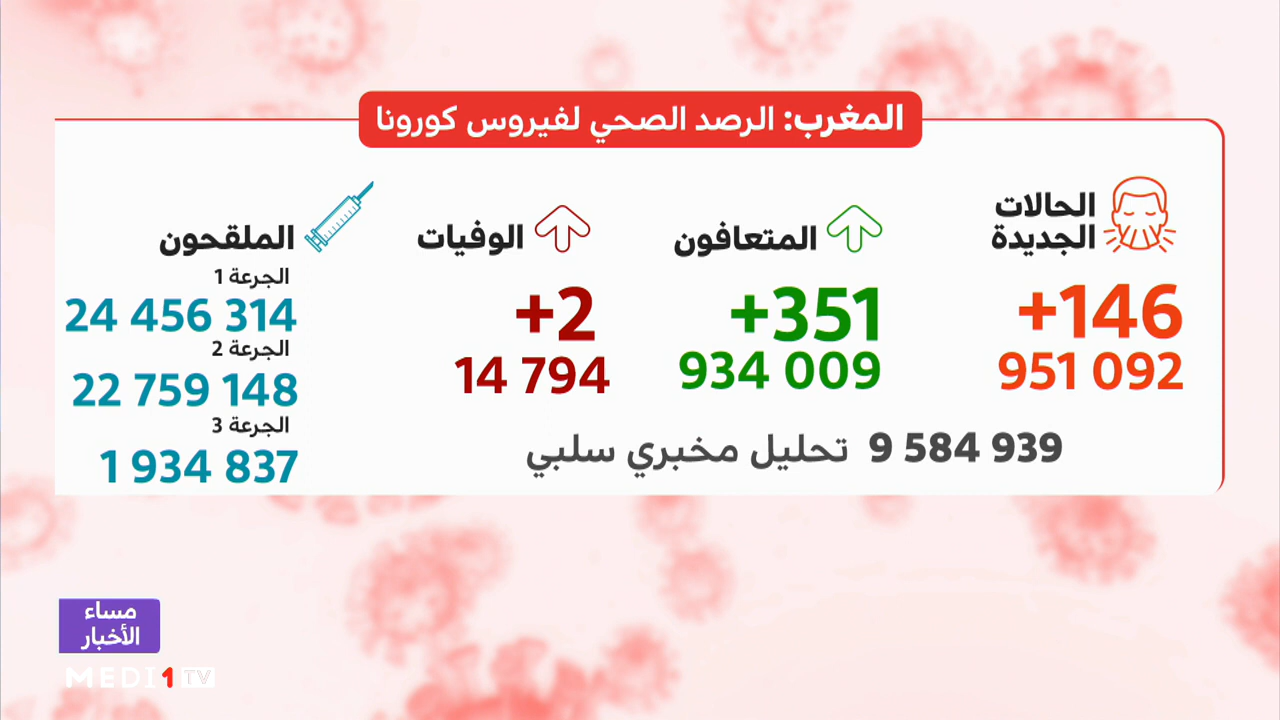 المغرب: الرصد الصحي لفيروس كورونا
الحالات
الجديدة
+146
951 092
المتعافون
+351
934 009
الوفيات
+2
14 794
الملقحون
الجرعة 1
24 456 314
الجرعة 2
22 759 148
الجرعة 3
1 934 837
9 584 939 تحليل مخبري سلبي
مساء
الأخبار
MEDI1TV